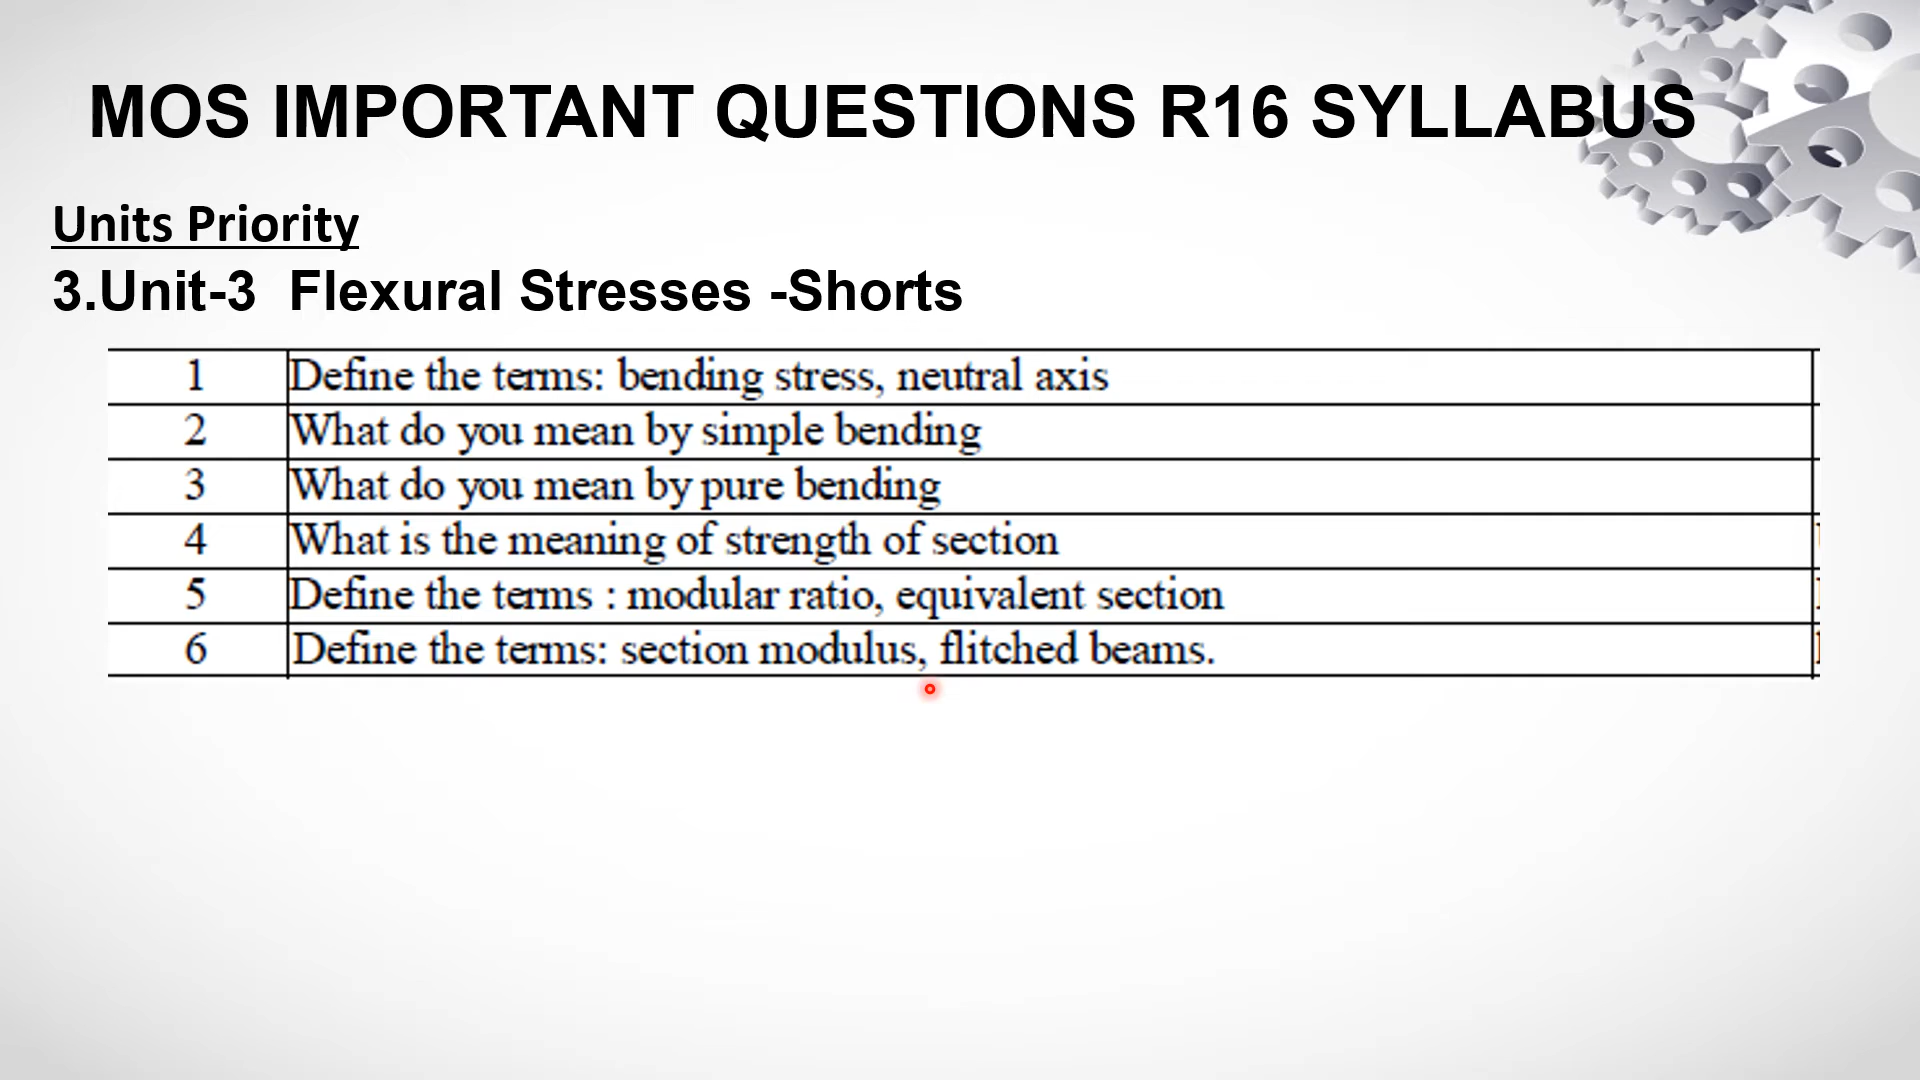 MOS IMPORTANT QUESTIONS R16 SYLLABUS
Units Priority
3.Unit-3 Flexural Stresses -Shorts
1 Define the terms: bending stress, neutral axis
2 What do you mean by simple bending
3 What do you mean by pure bending
4 What is the meaning of strength of section
5 Define the terms : modular ratio, equivalent section
6 Define the terms: section modulus, flitched beams.